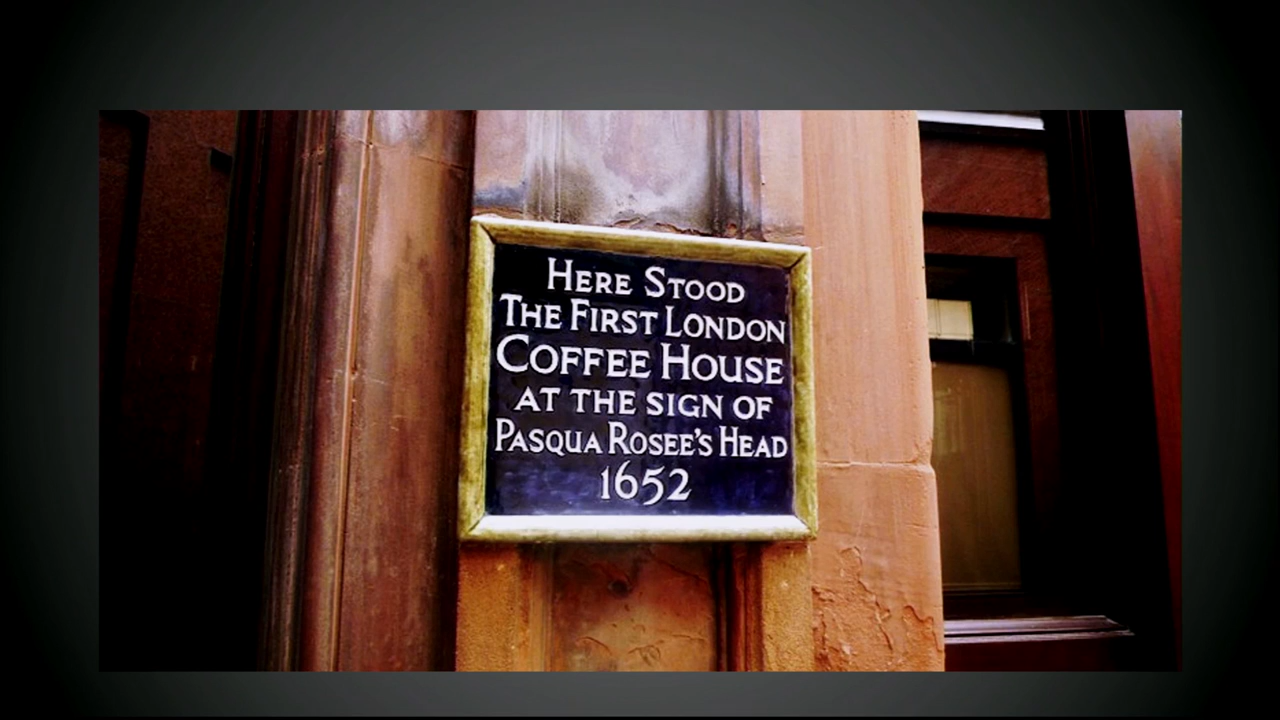 HERE STOOD
THE FIRST LONDON
COFFEE HOUSE
AT THE SIGN OF
PASQUA ROSEE'S HEAD
1652